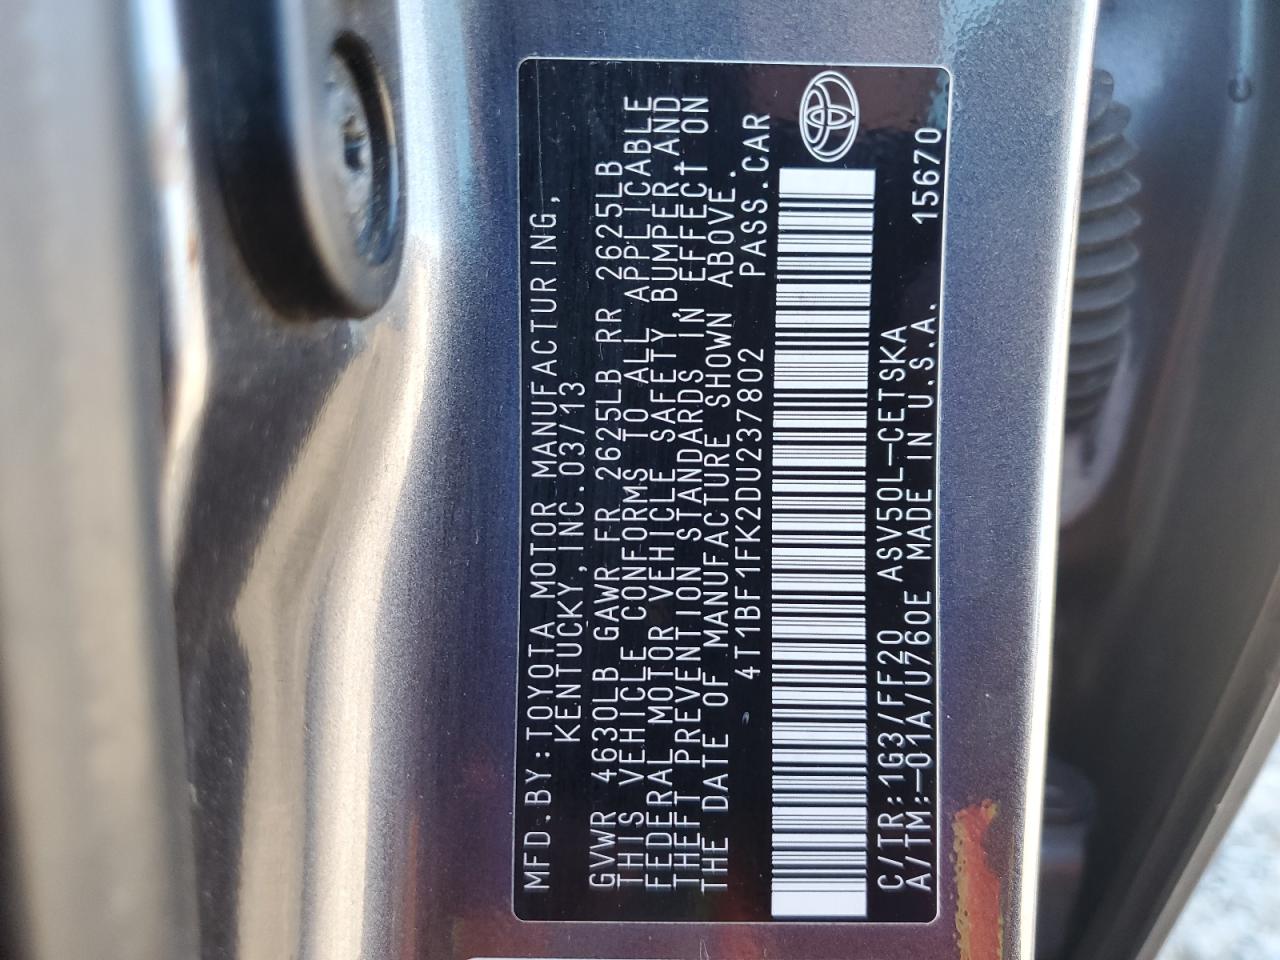 MFD.BY:TOYOTA MOTOR MANUFACTURING,
KENTUCKY,INC.03/13
GVWR 4630LB GAWR FR 2625LB RR 2625LB
THIS VEHICLE CONFORMS TO ALL APPLICABLE
FEDERAL MOTOR VEHICLE SAFETY,BUMPER,AND
THEFT PREVENTION STANDARDS IN EFFECT ON
THE DATE OF MANUFACTURE SHOWN ABOVE.
4T1BF1FK2DU237802 PASS.CAR
C/TR:1G3/FF20 ASV50L-CETSKA
A/TM:-01A/U760E MADE IN U.S.A. 15670